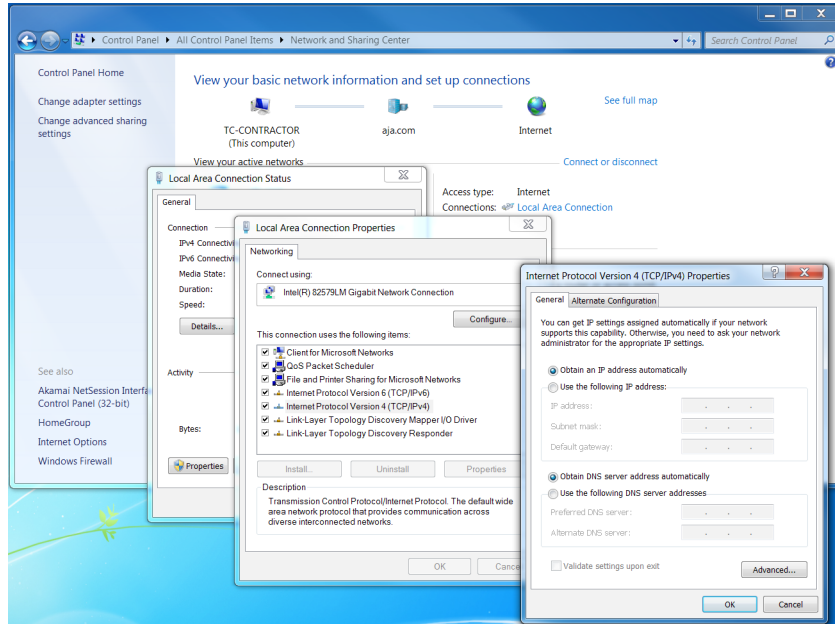 Control Panel ▸ All Control Panel Items ▸ Network and Sharing Center
Search Control Panel
Control Panel Home
Change adapter settings
Change advanced sharing
settings
See also
Akamai NetSession Interfa
Control Panel (32-bit)
HomeGroup
Internet Options
Windows Firewall
View your basic network information and set up connections
See full map
TC-CONTRACTOR
(This computer)
aja.com
Internet
View your active networks
Connect or disconnect
Access type: Internet
Connections: Local Area Connection
Local Area Connection Status
General
Connection
IPv4 Connectivi
IPv6 Connectivi
Media State:
Duration:
Speed:
Details...
Activity
Bytes:
Properties
Local Area Connection Properties
Networking
Connect using:
Intel(R) 82579LM Gigabit Network Connection
Configure...
This connection uses the following items:
Client for Microsoft Networks
QoS Packet Scheduler
File and Printer Sharing for Microsoft Networks
Internet Protocol Version 6 (TCP/IPv6)
Internet Protocol Version 4 (TCP/IPv4)
Link-Layer Topology Discovery Mapper I/O Driver
Link-Layer Topology Discovery Responder
Install...
Uninstall
Properties
Description
Transmission Control Protocol/Internet Protocol. The default wide
area network protocol that provides communication across
diverse interconnected networks.
OK
Cance
Internet Protocol Version 4 (TCP/IPv4) Properties
General
Alternate Configuration
You can get IP settings assigned automatically if your network
supports this capability. Otherwise, you need to ask your network
administrator for the appropriate IP settings.
Obtain an IP address automatically
Use the following IP address:
IP address:
Subnet mask:
Default gateway:
Obtain DNS server address automatically
Use the following DNS server addresses
Preferred DNS server:
Alternate DNS server:
Validate settings upon exit
Advanced...
OK
Cancel